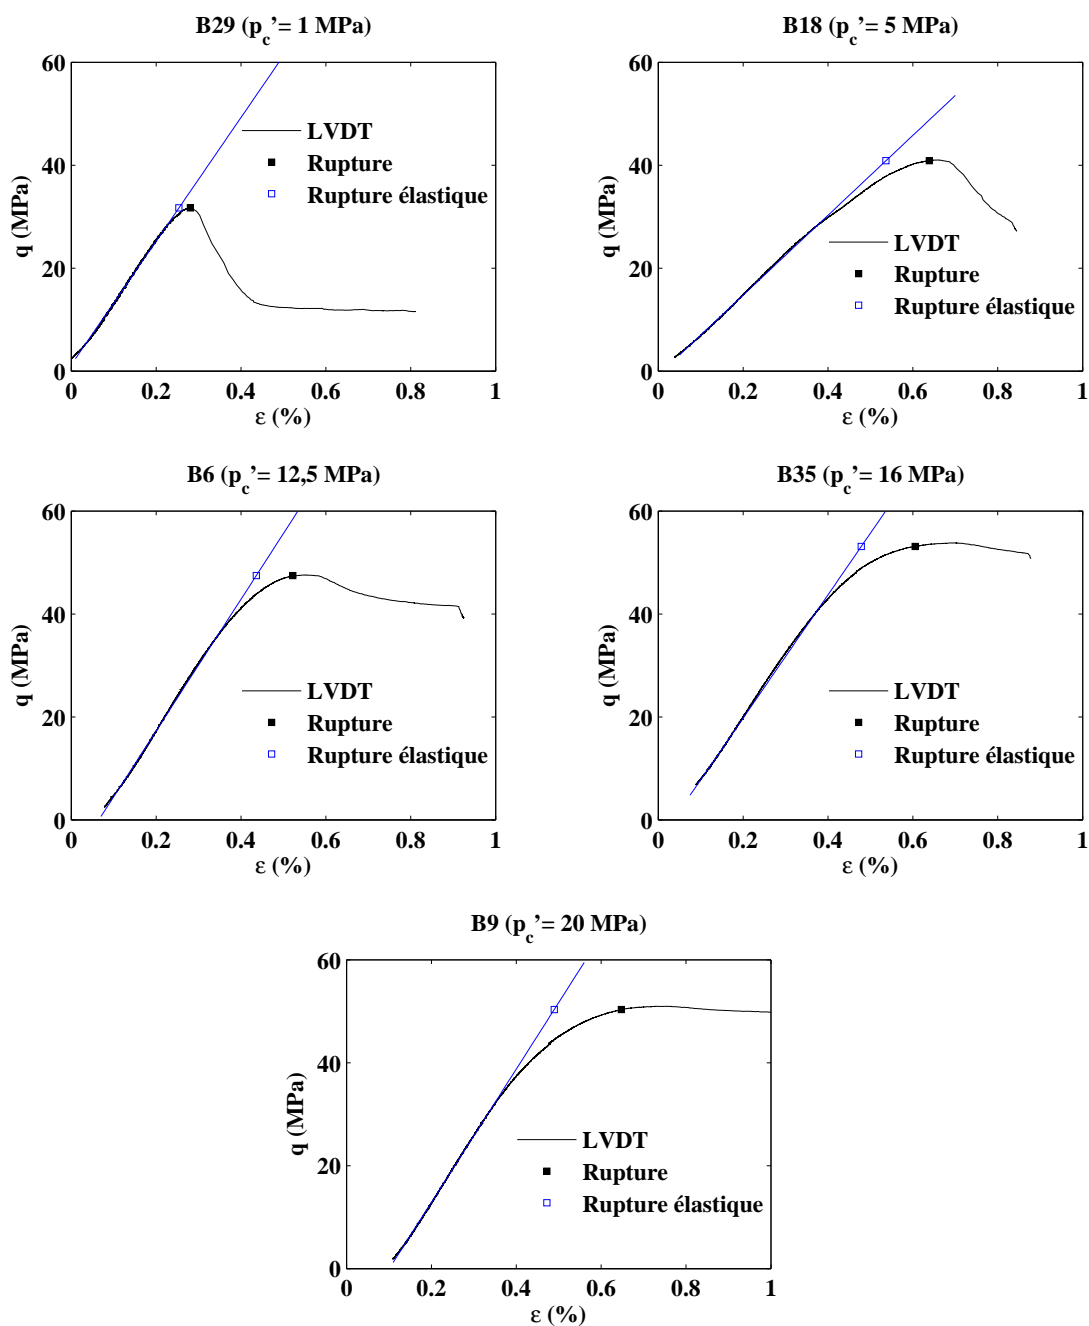 B29 (pc’= 1 MPa)
60
40
20
0
q (MPa)
LVDT
Rupture
Rupture élastique
0 0.2 0.4 0.6 0.8 1
ε (%)
B18 (pc’= 5 MPa)
60
40
20
0
q (MPa)
LVDT
Rupture
Rupture élastique
0 0.2 0.4 0.6 0.8 1
ε (%)
B6 (pc’= 12,5 MPa)
60
40
20
0
q (MPa)
LVDT
Rupture
Rupture élastique
0 0.2 0.4 0.6 0.8 1
ε (%)
B35 (pc’= 16 MPa)
60
40
20
0
q (MPa)
LVDT
Rupture
Rupture élastique
0 0.2 0.4 0.6 0.8 1
ε (%)
B9 (pc’= 20 MPa)
60
40
20
0
q (MPa)
LVDT
Rupture
Rupture élastique
0 0.2 0.4 0.6 0.8 1
ε (%)